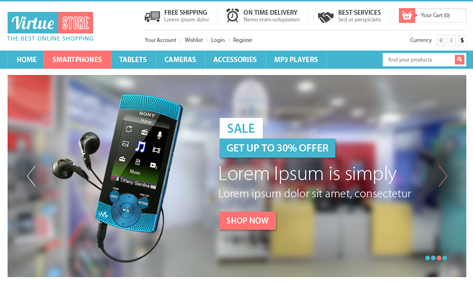 Virtue STORE
THE BEST ONLINE SHOPPING
FREE SHIPPING
Lorem ipsum dolor
ON TIME DELIVERY
Nemo enim voluptatem
BEST SERVICES
Sed ut perspiciatis
Your Cart (0)
Your Account | Wishlist | Login | Register
Currency € £ $
HOME SMARTPHONES TABLETS CAMERAS ACCESSORIES MP3 PLAYERS
find your products
SONY
Home
Music
Tiffany Gardina
SALE
GET UP TO 30% OFFER
Lorem Ipsum is simply
Lorem ipsum dolor sit amet, consectetur
SHOP NOW